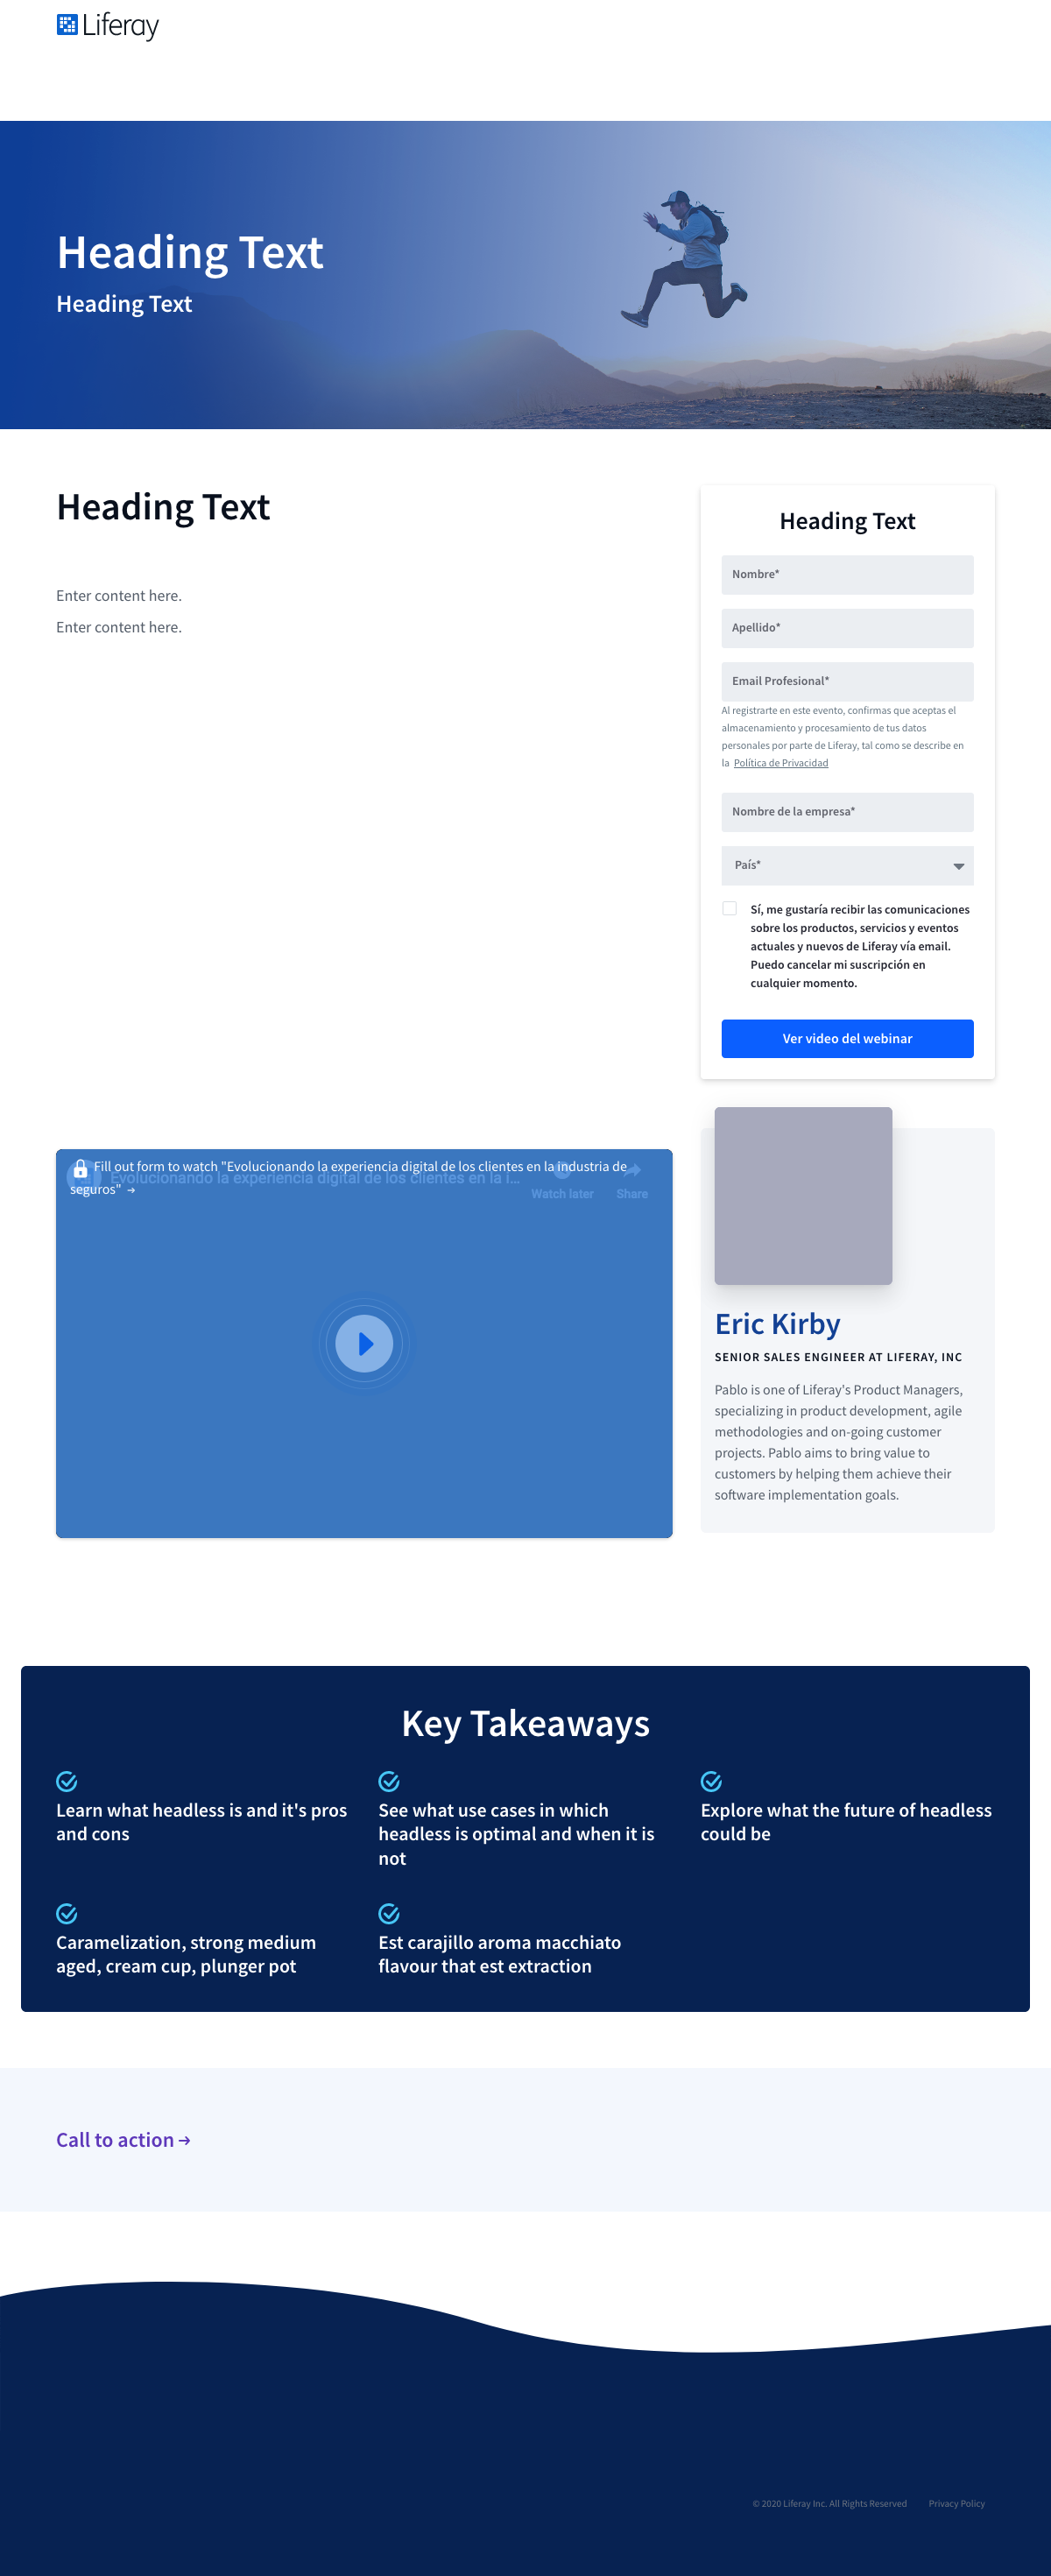 Liferay
Heading Text
Heading Text
Heading Text
Enter content here.
Enter content here.
Heading Text
Nombre*
Apellido*
Email Profesional*
Al registrarte en este evento, confirmas que aceptas el
almacenamiento y procesamiento de tus datos
personales por parte de Liferay, tal como se describe en
la Política de Privacidad
Nombre de la empresa*
País*
Sí, me gustaría recibir las comunicaciones
sobre los productos, servicios y eventos
actuales y nuevos de Liferay vía email.
Puedo cancelar mi suscripción en
cualquier momento.
Ver video del webinar
Fill out form to watch "Evolucionando la experiencia digital de los clientes en la industria de
seguros" →
Evolucionando la experiencia digital de los clientes en la i...
Watch later
Share
Eric Kirby
SENIOR SALES ENGINEER AT LIFERAY, INC
Pablo is one of Liferay's Product Managers,
specializing in product development, agile
methodologies and on-going customer
projects. Pablo aims to bring value to
customers by helping them achieve their
software implementation goals.
Key Takeaways
Learn what headless is and it's pros
and cons
See what use cases in which
headless is optimal and when it is
not
Explore what the future of headless
could be
Caramelization, strong medium
aged, cream cup, plunger pot
Est carajillo aroma macchiato
flavour that est extraction
Call to action →
© 2020 Liferay Inc. All Rights Reserved
Privacy Policy